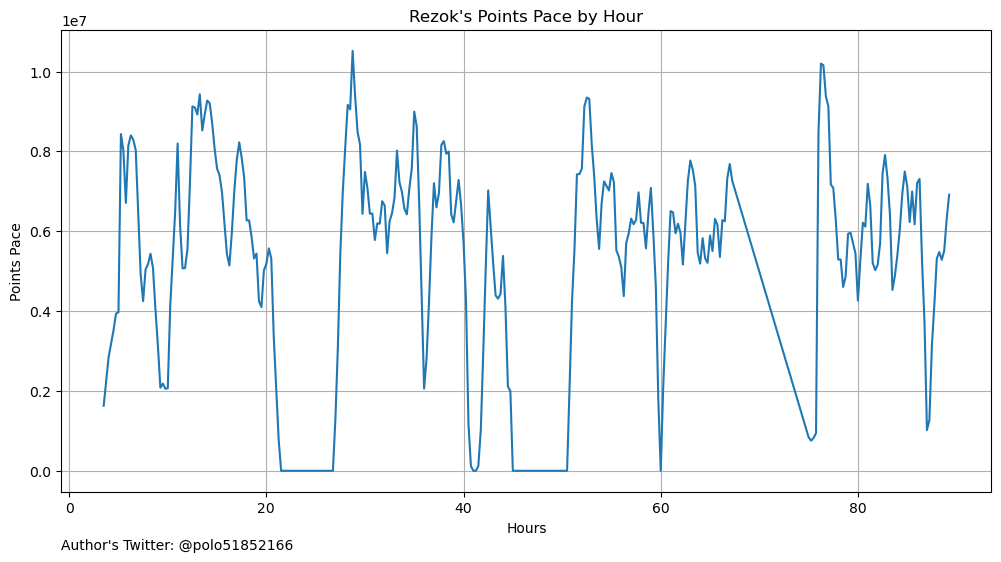 Rezok's Points Pace by Hour
1e7
1.0
0.8
0.6
0.4
0.2
0.0
Points Pace
0 20 40 60 80
Hours
Author's Twitter: @polo51852166